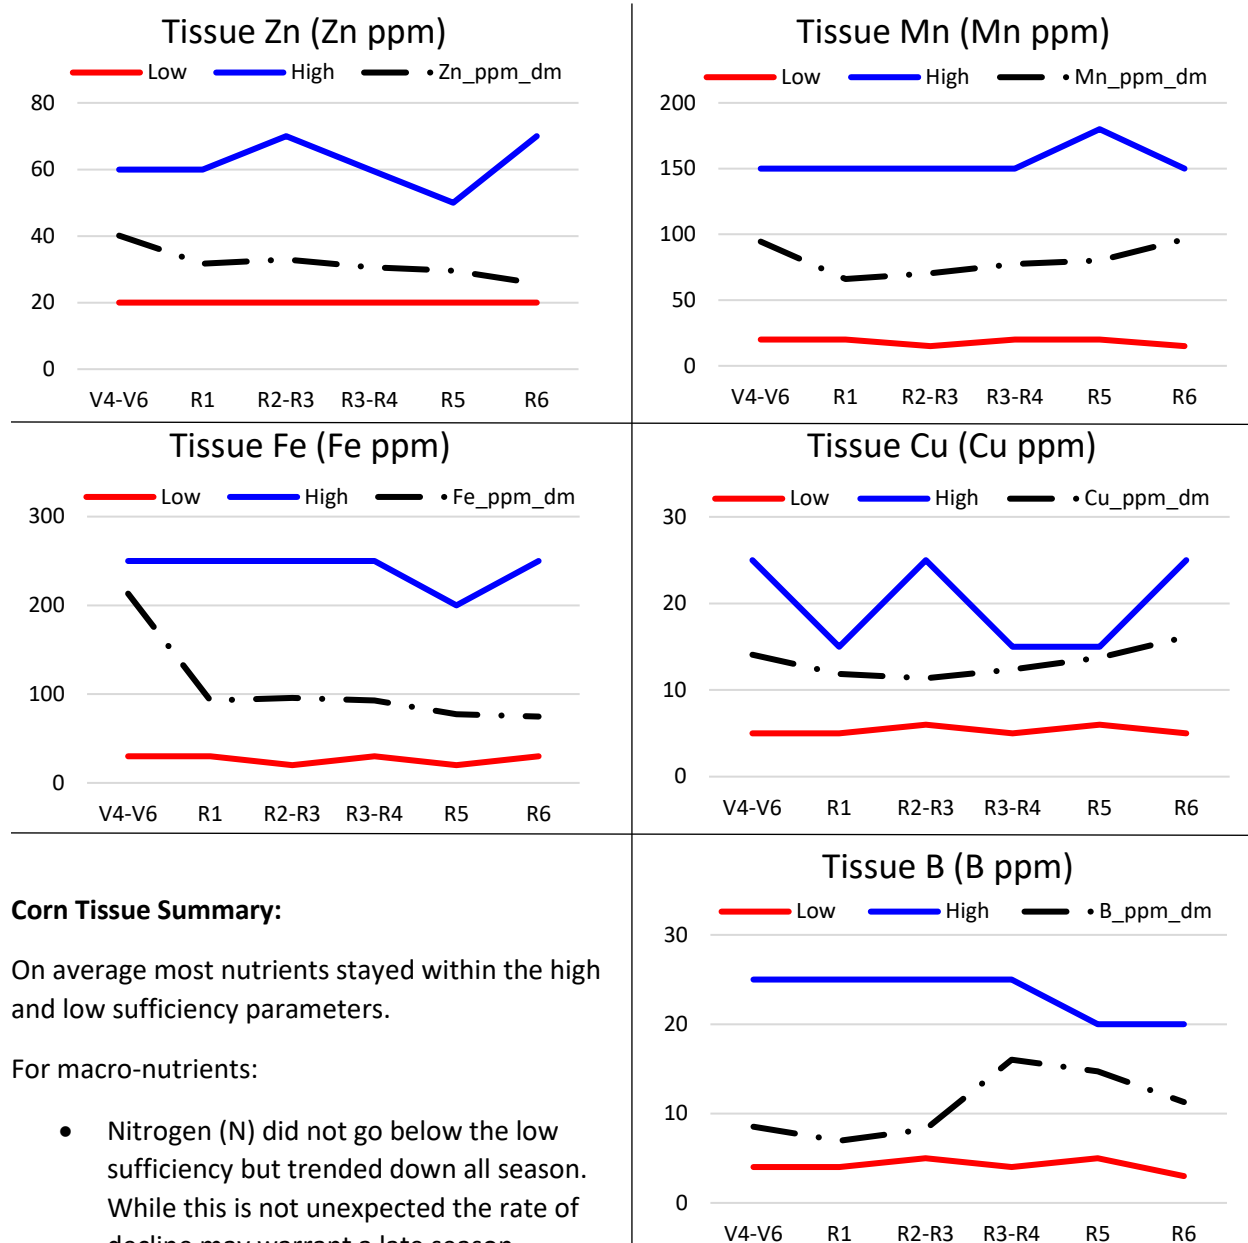 Tissue Zn (Zn ppm)
Low High Zn_ppm_dm
80
60
40
20
0
V4-V6 R1 R2-R3 R3-R4 R5 R6
Tissue Mn (Mn ppm)
Low High Mn_ppm_dm
200
150
100
50
0
V4-V6 R1 R2-R3 R3-R4 R5 R6
Tissue Fe (Fe ppm)
Low High Fe_ppm_dm
300
200
100
0
V4-V6 R1 R2-R3 R3-R4 R5 R6
Tissue Cu (Cu ppm)
Low High Cu_ppm_dm
30
20
10
0
V4-V6 R1 R2-R3 R3-R4 R5 R6
Corn Tissue Summary:
On average most nutrients stayed within the high
and low sufficiency parameters.
For macro-nutrients:
• Nitrogen (N) did not go below the low
sufficiency but trended down all season.
While this is not unexpected the rate of
decline may warrant a late season
Tissue B (B ppm)
Low High B_ppm_dm
30
20
10
0
V4-V6 R1 R2-R3 R3-R4 R5 R6